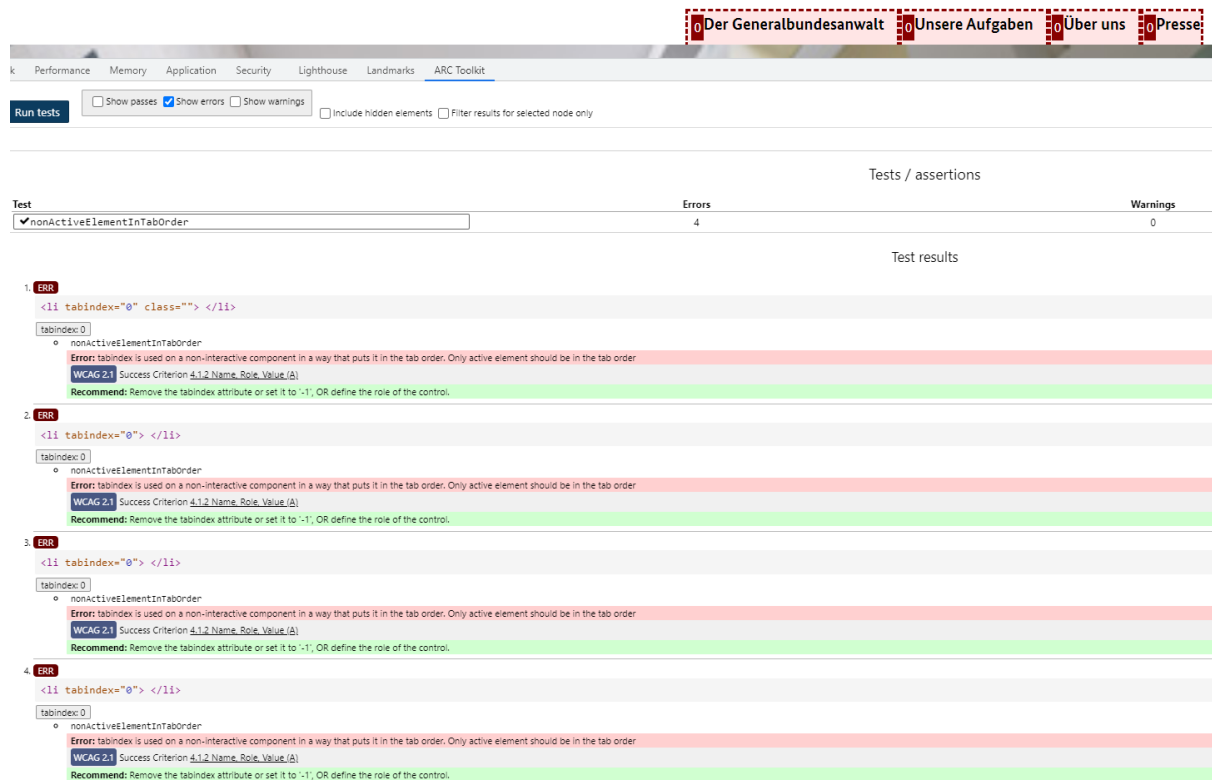 0 Der Generalbundesanwalt 0 Unsere Aufgaben 0 Über uns 0 Presse
k Performance Memory Application Security Lighthouse Landmarks ARC Toolkit
Run tests Show passes Show errors Show warnings Include hidden elements Filter results for selected node only
Tests / assertions
Test Errors Warnings
✔nonActiveElementInTabOrder 4 0
Test results
1. ERR
<li tabindex="0" class=""> </li>
tabindex: 0
nonActiveElementInTabOrder
Error: tabindex is used on a non-interactive component in a way that puts it in the tab order. Only active element should be in the tab order
WCAG 2.1 Success Criterion 4.1.2 Name, Role, Value (A)
Recommend: Remove the tabindex attribute or set it to '-1', OR define the role of the control.
2. ERR
<li tabindex="0"> </li>
tabindex: 0
nonActiveElementInTabOrder
Error: tabindex is used on a non-interactive component in a way that puts it in the tab order. Only active element should be in the tab order
WCAG 2.1 Success Criterion 4.1.2 Name, Role, Value (A)
Recommend: Remove the tabindex attribute or set it to '-1', OR define the role of the control.
3. ERR
<li tabindex="0"> </li>
tabindex: 0
nonActiveElementInTabOrder
Error: tabindex is used on a non-interactive component in a way that puts it in the tab order. Only active element should be in the tab order
WCAG 2.1 Success Criterion 4.1.2 Name, Role, Value (A)
Recommend: Remove the tabindex attribute or set it to '-1', OR define the role of the control.
4. ERR
<li tabindex="0"> </li>
tabindex: 0
nonActiveElementInTabOrder
Error: tabindex is used on a non-interactive component in a way that puts it in the tab order. Only active element should be in the tab order
WCAG 2.1 Success Criterion 4.1.2 Name, Role, Value (A)
Recommend: Remove the tabindex attribute or set it to '-1', OR define the role of the control.